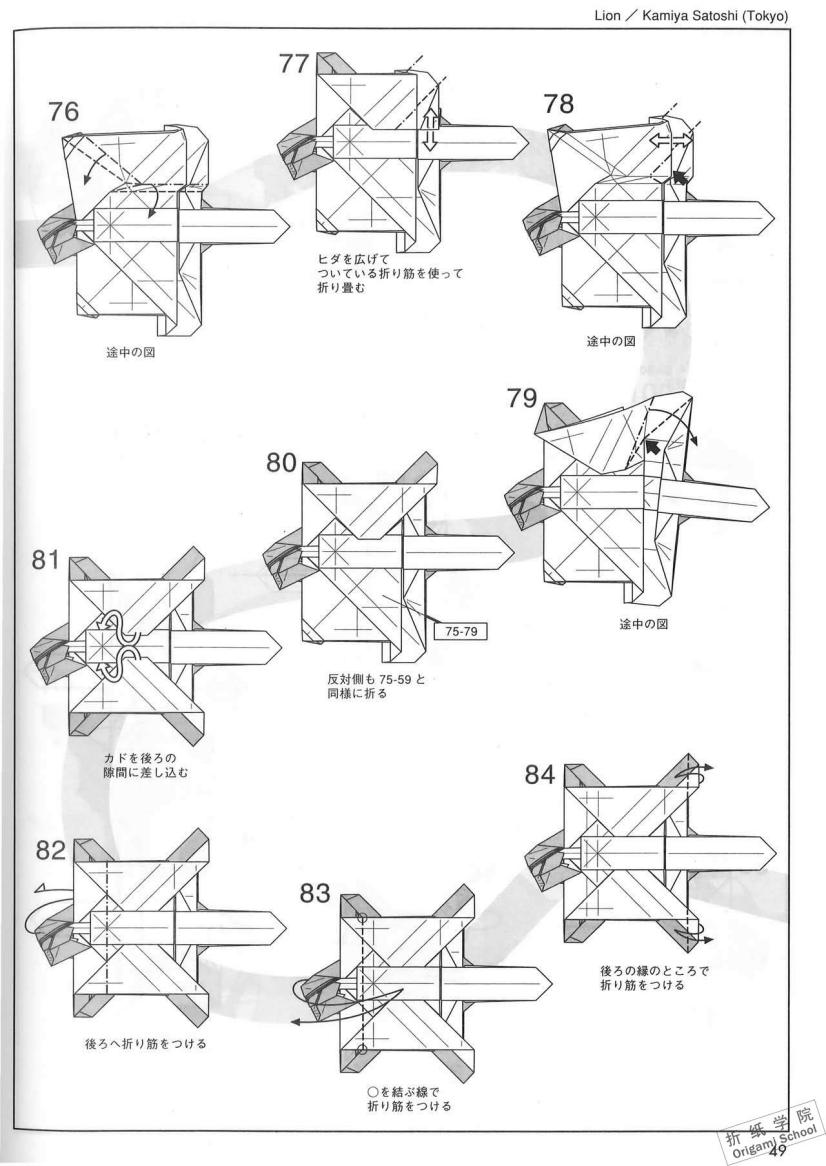 Lion ／ Kamiya Satoshi (Tokyo)
76
途中の図
77
ヒダを広げて
ついている折り筋を使って
折り畳む
78
途中の図
79
途中の図
80
75-79
反対側も 75-59 と
同様に折る
81
カドを後ろの
隙間に差し込む
82
後ろへ折り筋をつける
83
○を結ぶ線で
折り筋をつける
84
後ろの縁のところで
折り筋をつける
折纸学院
Origami School
49